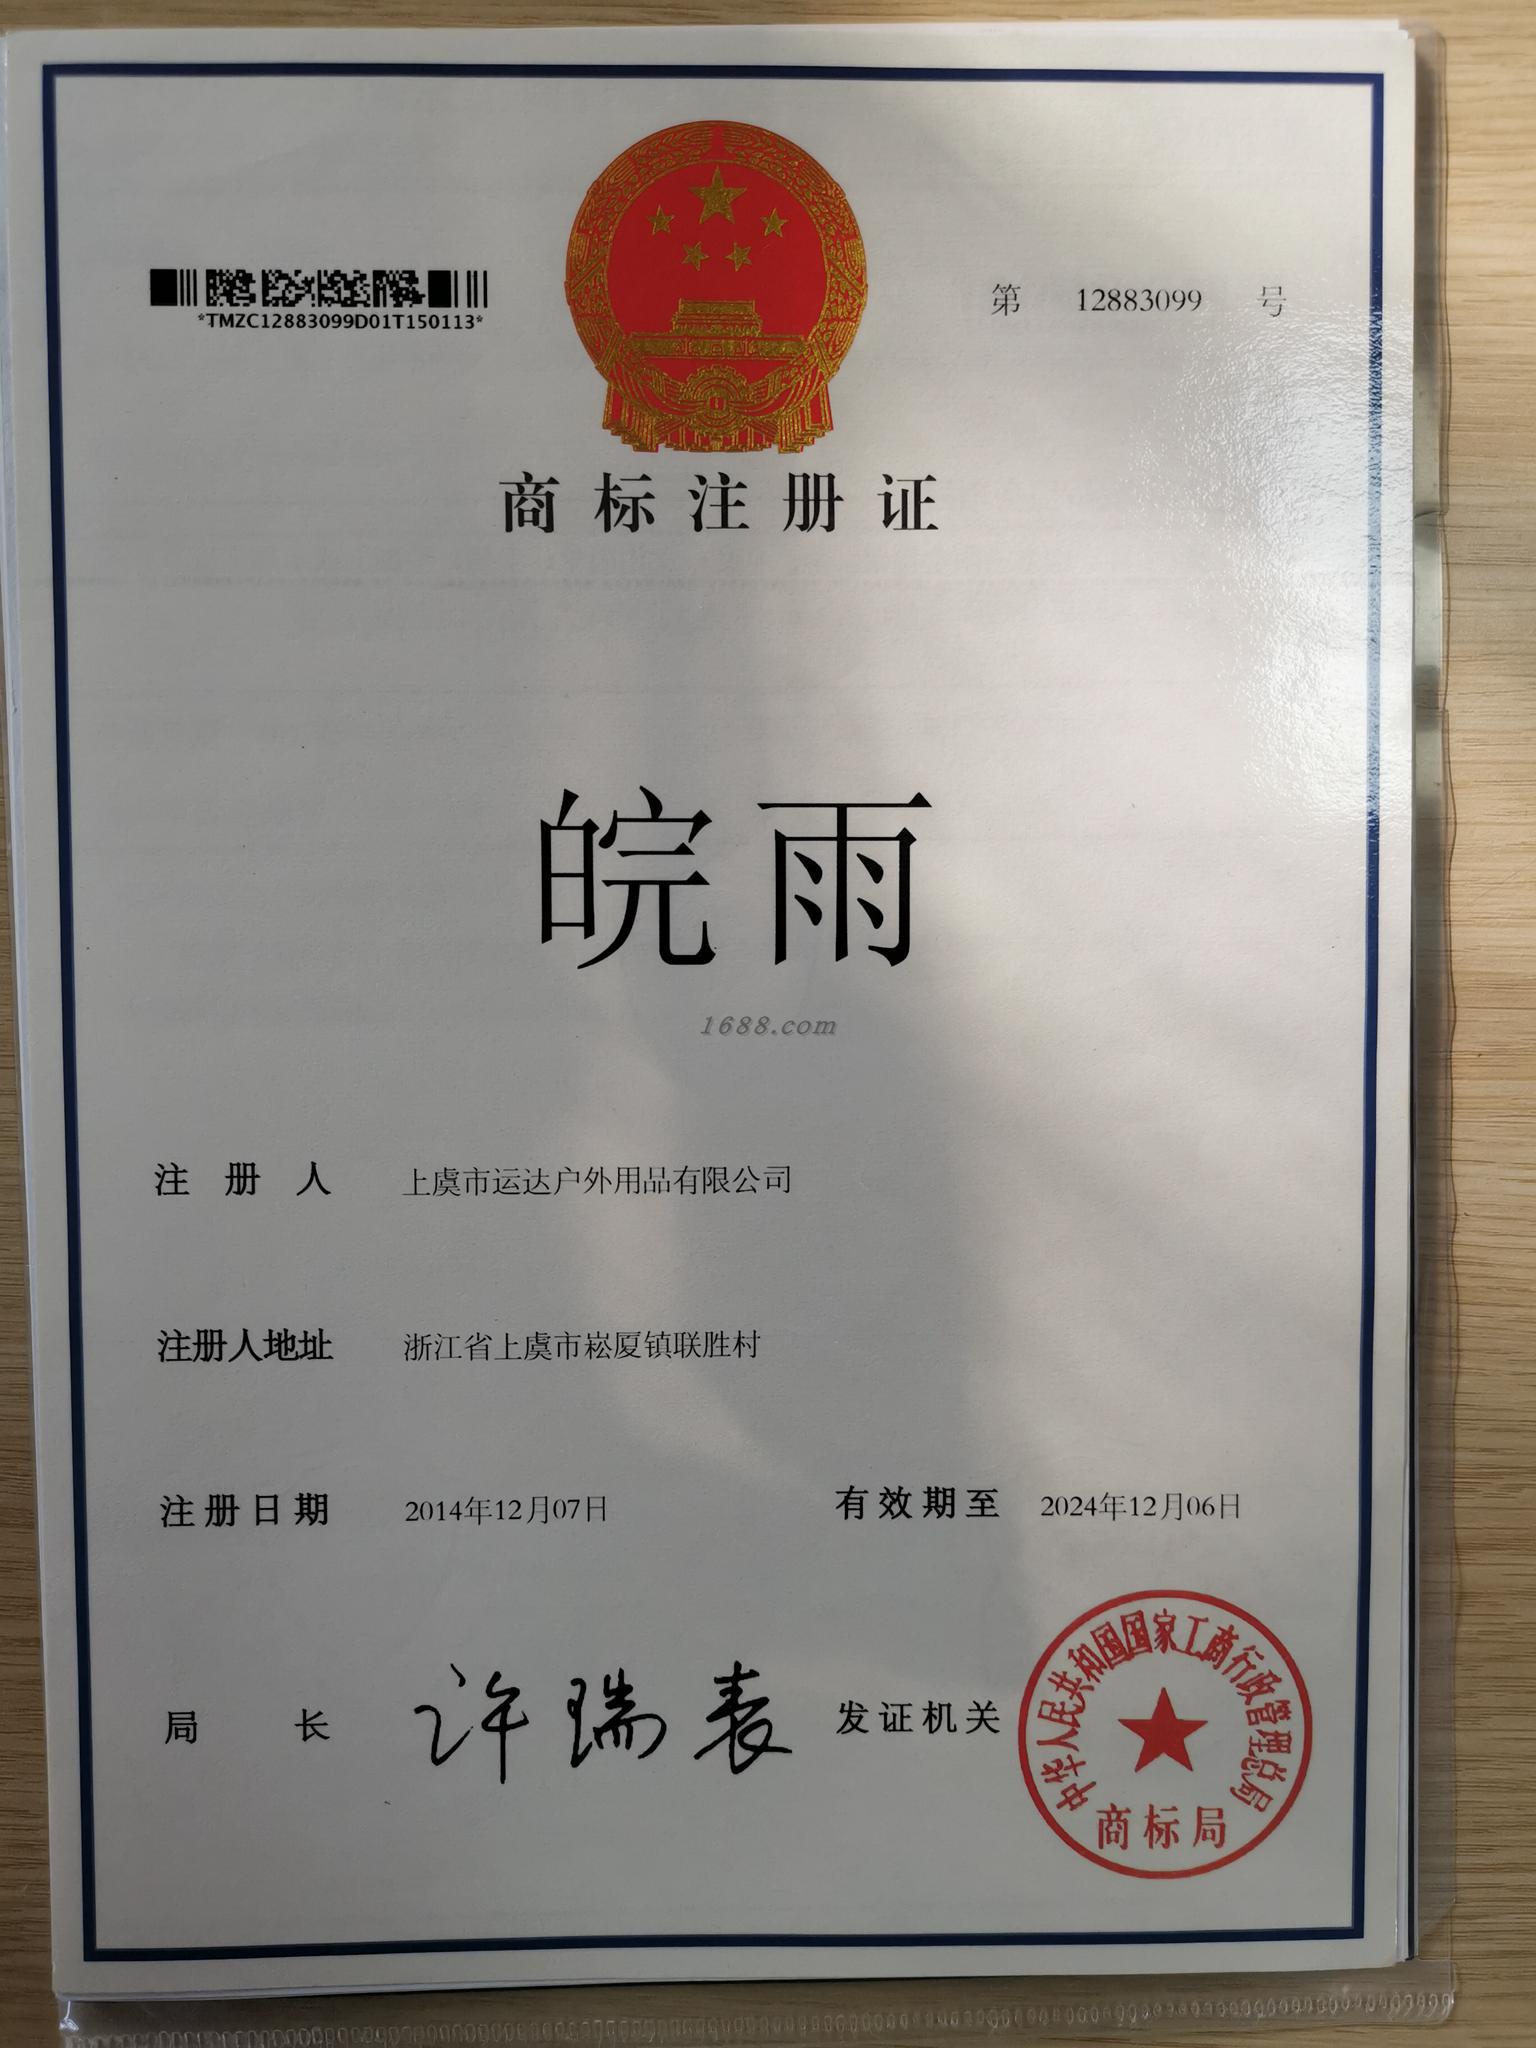 *TMZC12883099D01T150113*
第 12883099 号
商标注册证
皖雨
1688.com
注册人 上虞市运达户外用品有限公司
注册人地址 浙江省上虞市崧厦镇联胜村
注册日期 2014年12月07日 有效期至 2024年12月06日
局长 许瑞表 发证机关
中华人民共和国国家工商行政管理总局
商标局